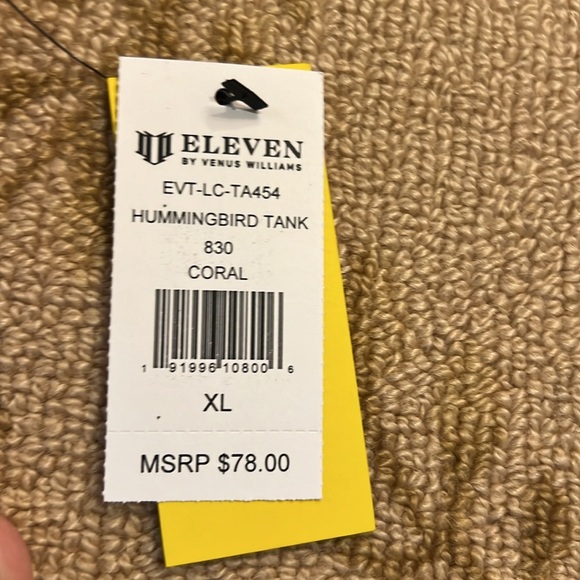 ELEVEN
BY VENUS WILLIAMS
EVT-LC-TA454
HUMMINGBIRD TANK
830
CORAL
1 91996 10800 6
XL
MSRP $78.00